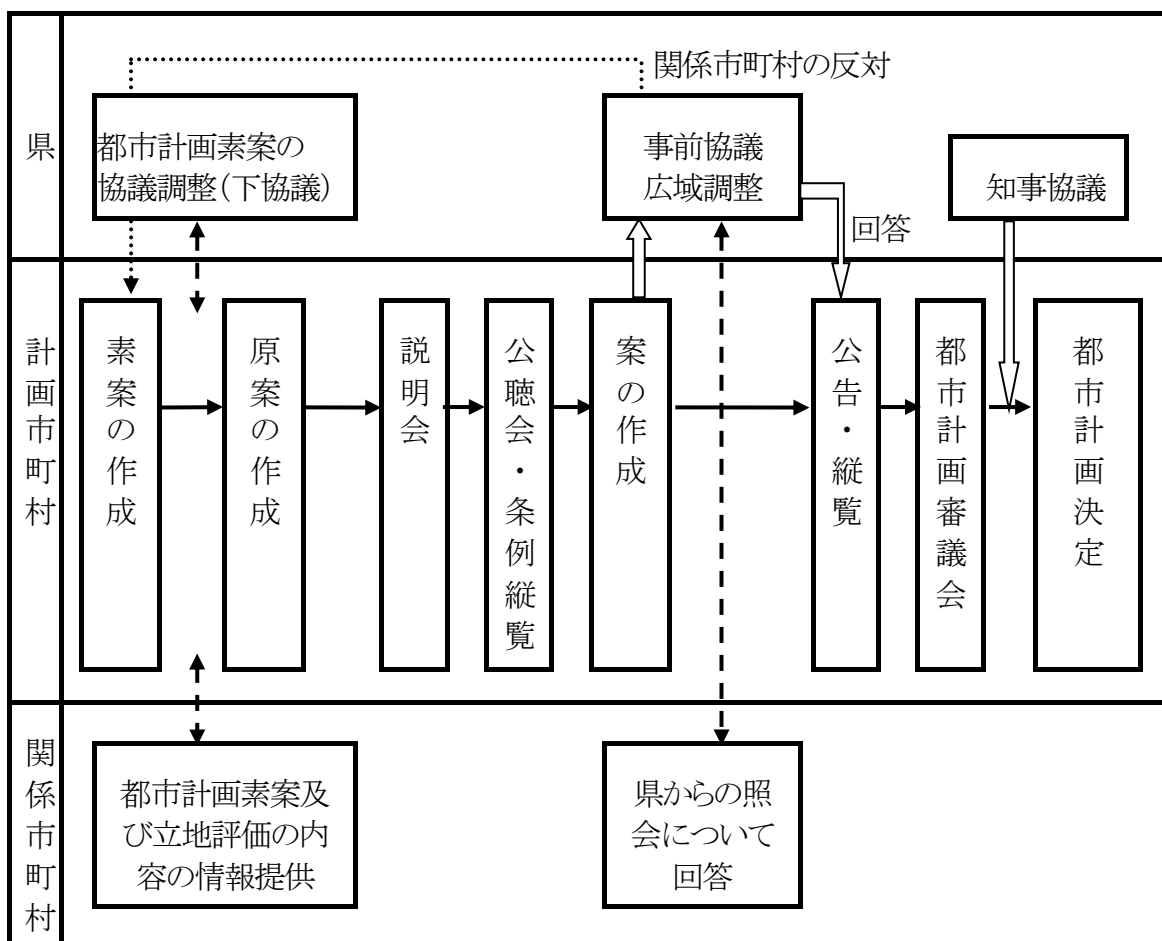 県
関係市町村の反対
都市計画素案の
協議調整(下協議)
事前協議
広域調整
知事協議
回答
計画市町村
素案の作成
原案の作成
説明会
公聴会・条例縦覧
案の作成
公告・縦覧
都市計画審議会
都市計画決定
関係市町村
都市計画素案及
び立地評価の内
容の情報提供
県からの照
会について
回答